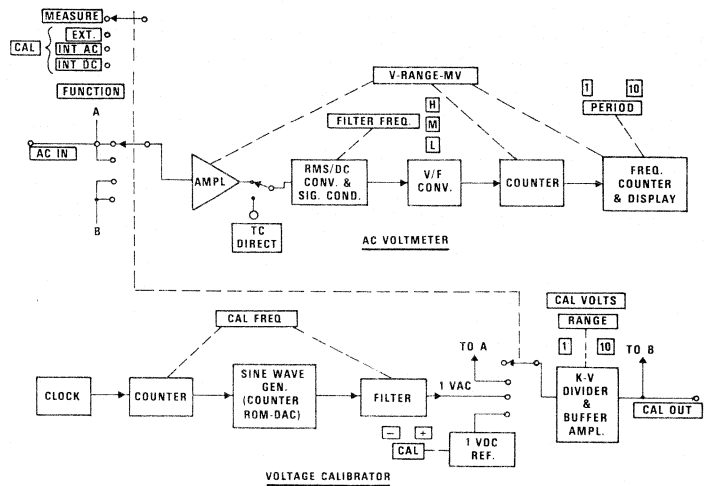 MEASURE
CAL
EXT.
INT AC
INT DC
FUNCTION
A
AC IN
B
V-RANGE-MV
FILTER FREQ.
H
M
L
1 10
PERIOD
AMPL
TC
DIRECT
RMS/DC
CONV. &
SIG. COND.
V/F
CONV.
COUNTER
FREQ.
COUNTER
& DISPLAY
AC VOLTMETER
CAL FREQ
CLOCK
COUNTER
SINE WAVE
GEN.
(COUNTER
ROM-DAC)
FILTER
1 VAC
TO A
- +
CAL
1 VDC
REF.
CAL VOLTS
RANGE
1 10
TO B
K-V
DIVIDER
&
BUFFER
AMPL.
CAL OUT
VOLTAGE CALIBRATOR